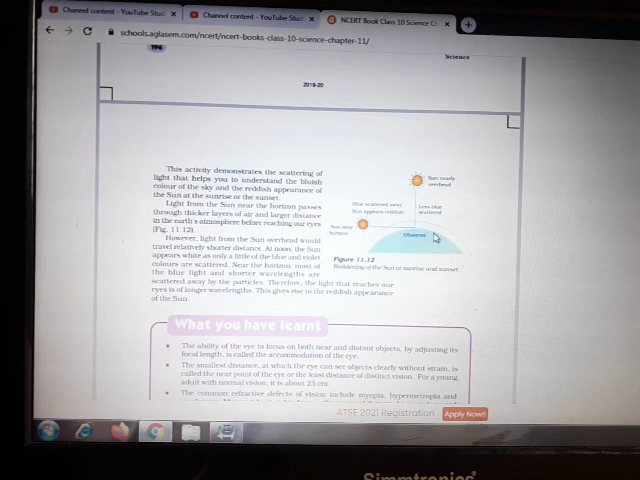 Channel content - YouTube Stud
Channel content - YouTube Stud
NCERT Book Class 10 Science C
schools.aglasem.com/ncert/ncert-books-class-10-science-chapter-11/
196
Science
2019-20
This activity demonstrates the scattering of
light that helps you to understand the bluish
colour of the sky and the reddish appearance of
the Sun at the sunrise or the sunset.
Light from the Sun near the horizon passes
through thicker layers of air and larger distance
in the earth's atmosphere before reaching our eyes
(Fig. 11.12).
However, light from the Sun overhead would
travel relatively shorter distance. At noon, the Sun
appears white as only a little of the blue and violet
colours are scattered. Near the horizon, most of
the blue light and shorter wavelengths are
scattered away by the particles. Therefore, the light that reaches our
eyes is of longer wavelengths. This gives rise to the reddish appearance
of the Sun.
Sun nearly
overhead
Blue scattered away
Sun appears reddish
Less blue
scattered
Sun near
horizon
Observer
Figure 11.12
Reddening of the Sun at sunrise and sunset
What you have learnt
The ability of the eye to focus on both near and distant objects, by adjusting its
focal length, is called the accommodation of the eye.
The smallest distance, at which the eye can see objects clearly without strain, is
called the near point of the eye or the least distance of distinct vision. For a young
adult with normal vision, it is about 25 cm.
The common refractive defects of vision include myopia, hypermetropia and
ATSE 2021 Registration
Apply Now!!
Simmtronics